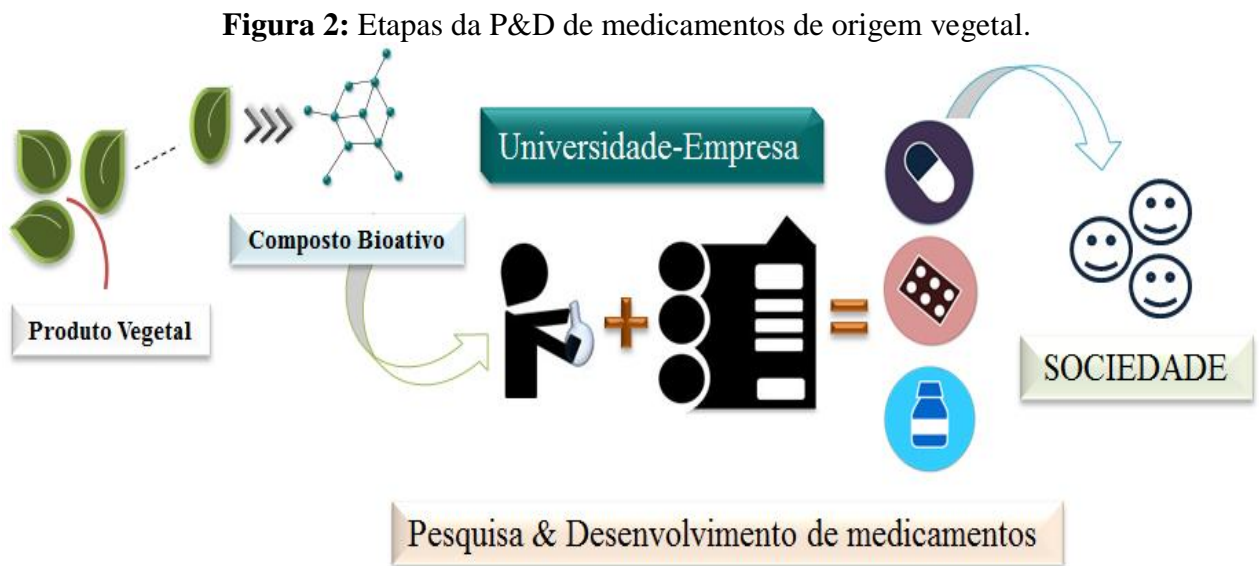 Figura 2: Etapas da P&D de medicamentos de origem vegetal.
Universidade-Empresa
Composto Bioativo
Produto Vegetal
SOCIEDADE
Pesquisa & Desenvolvimento de medicamentos